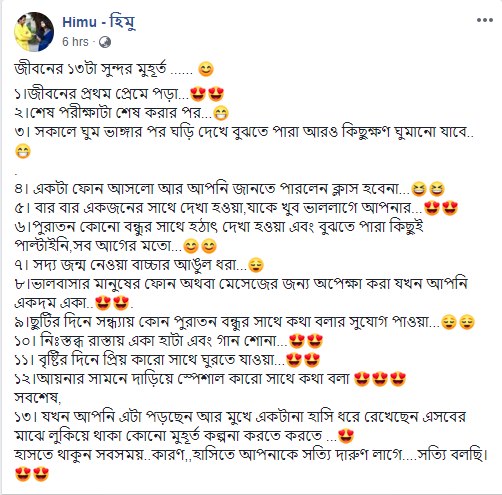 Himu - হিমু
6 hrs ·
জীবনের ১৩টা সুন্দর মুহূর্ত ...... 😊
১।জীবনের প্রথম প্রেমে পড়া...😍😍
২।শেষ পরীক্ষাটা শেষ করার পর...😁
৩। সকালে ঘুম ভাঙ্গার পর ঘড়ি দেখে বুঝতে পারা আরও কিছুক্ষণ ঘুমানো যাবে..
😁
.
৪। একটা ফোন আসলো আর আপনি জানতে পারলেন ক্লাস হবেনা...😆😆
৫। বার বার একজনের সাথে দেখা হওয়া,যাকে খুব ভাললাগে আপনার...😍😍
৬।পুরাতন কোনো বন্ধুর সাথে হঠাৎ দেখা হওয়া এবং বুঝতে পারা কিছুই
পাল্টাইনি,সব আগের মতো...😊😊
৭। সদ্য জন্ম নেওয়া বাচ্চার আঙুল ধরা...😌
৮।ভালবাসার মানুষের ফোন অথবা মেসেজের জন্য অপেক্ষা করা যখন আপনি
একদম একা..😍😍.
৯।ছুটির দিনে সন্ধ্যায় কোন পুরাতন বন্ধুর সাথে কথা বলার সুযোগ পাওয়া...😌😌
১০। নিঃস্তব্ধ রাস্তায় একা হাটা এবং গান শোনা...😍😍
১১। বৃষ্টির দিনে প্রিয় কারো সাথে ঘুরতে যাওয়া...😍😍
১২।আয়নার সামনে দাড়িয়ে স্পেশাল কারো সাথে কথা বলা 😍😍😍
সবশেষ,
১৩। যখন আপনি এটা পড়ছেন আর মুখে একটানা হাসি ধরে রেখেছেন এসবের
মাঝে লুকিয়ে থাকা কোনো মুহূর্ত কল্পনা করতে করতে ...😍
হাসতে থাকুন সবসময়..কারণ,,হাসিতে আপনাকে সত্যি দারুণ লাগে....সত্যি বলছি।
😍😍